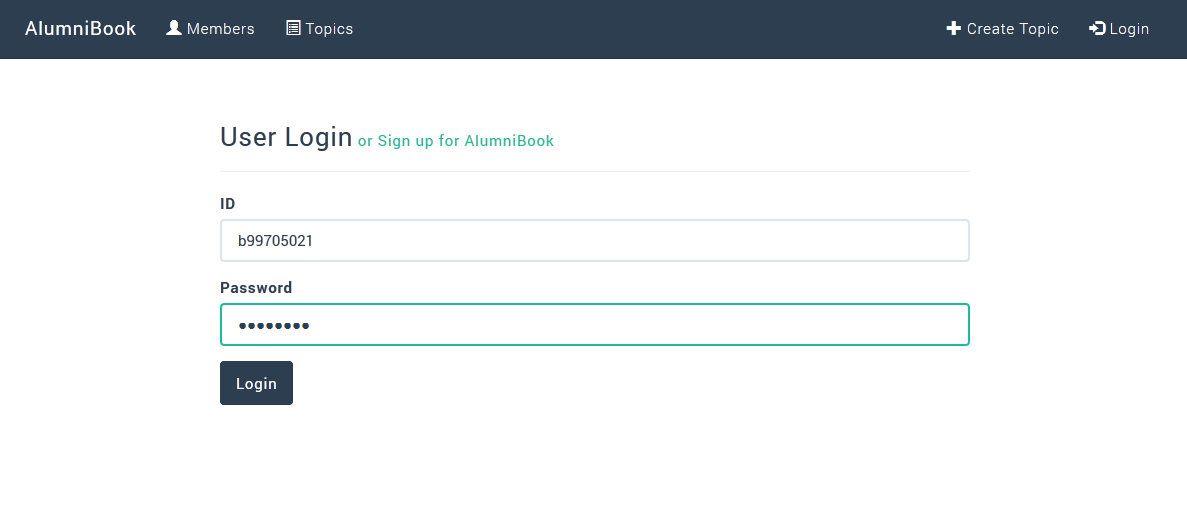 AlumniBook Members Topics Create Topic Login
User Login or Sign up for AlumniBook
ID
b99705021
Password
••••••••
Login